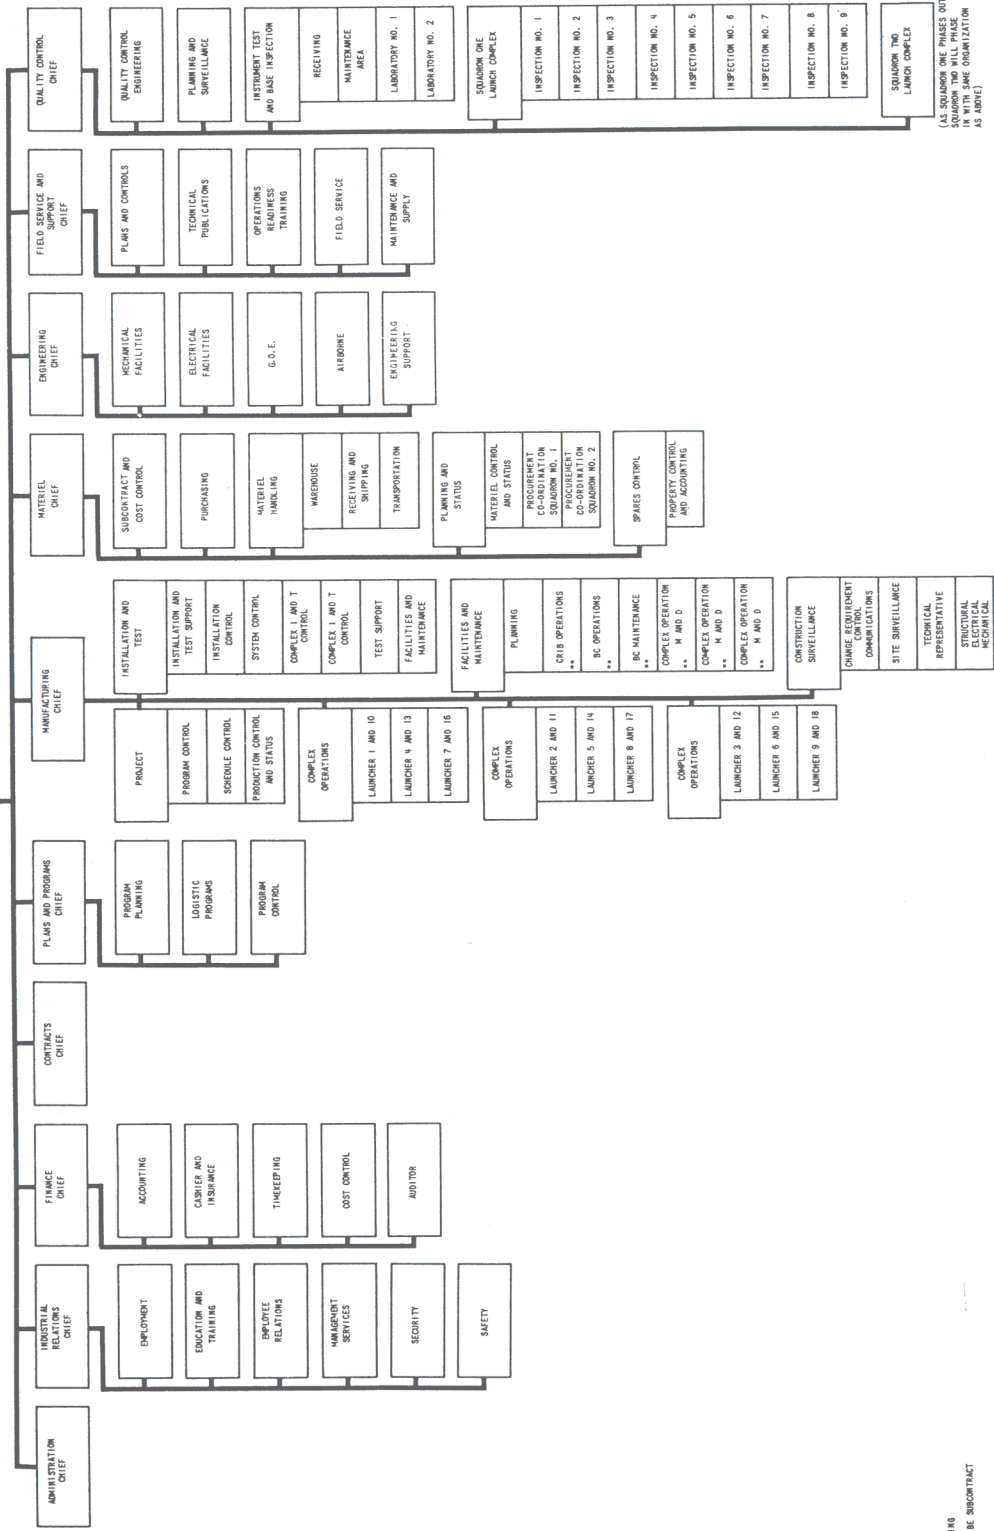 ADMINISTRATION
CHIEF
INDUSTRIAL
RELATIONS
CHIEF
EMPLOYMENT
EDUCATION AND
TRAINING
EMPLOYEE
RELATIONS
MANAGEMENT
SERVICES
SECURITY
SAFETY
FINANCE
CHIEF
ACCOUNTING
CASHIER AND
INSURANCE
TIMEKEEPING
COST CONTROL
AUDITOR
CONTRACTS
CHIEF
PLANS AND PROGRAMS
CHIEF
PROGRAM
PLANNING
LOGISTIC
PROGRAMS
PROGRAM
CONTROL
MANUFACTURING
CHIEF
PROJECT
PROGRAM CONTROL
SCHEDULE CONTROL
PRODUCTION CONTROL
AND STATUS
COMPLEX
OPERATIONS
LAUNCHER 1 AND 10
LAUNCHER 4 AND 13
LAUNCHER 7 AND 16
COMPLEX
OPERATIONS
LAUNCHER 2 AND 11
LAUNCHER 5 AND 14
LAUNCHER 8 AND 17
COMPLEX
OPERATIONS
LAUNCHER 3 AND 12
LAUNCHER 6 AND 15
LAUNCHER 9 AND 18
INSTALLATION AND
TEST
INSTALLATION AND
TEST SUPPORT
INSTALLATION
CONTROL
SYSTEM CONTROL
COMPLEX I AND T
CONTROL
COMPLEX I AND T
CONTROL
TEST SUPPORT
FACILITIES AND
MAINTENANCE
FACILITIES AND
MAINTENANCE
PLANNING
CRIB OPERATIONS
**
BC OPERATIONS
**
BC MAINTENANCE
**
COMPLEX OPERATION
** M AND D
COMPLEX OPERATION
** M AND D
COMPLEX OPERATION
** M AND D
CONSTRUCTION
SURVEILLANCE
CHANGE REQUIREMENT
CONTROL
COMMUNICATIONS
SITE SURVEILLANCE
TECHNICAL
REPRESENTATIVE
STRUCTURAL
ELECTRICAL
MECHANICAL
MATERIEL
CHIEF
SUBCONTRACT AND
COST CONTROL
PURCHASING
MATERIEL
HANDLING
WAREHOUSE
RECEIVING AND
SHIPPING
TRANSPORTATION
PLANNING AND
STATUS
MATERIEL CONTROL
AND STATUS
PROCUREMENT
CO-ORDINATION
SQUADRON NO. 1
PROCUREMENT
CO-ORDINATION
SQUADRON NO. 2
SPARES CONTROL
PROPERTY CONTROL
AND ACCOUNTING
ENGINEERING
CHIEF
MECHANICAL
FACILITIES
ELECTRICAL
FACILITIES
G.O.E.
AIRBORNE
ENGINEERING
SUPPORT
FIELD SERVICE AND
SUPPORT
CHIEF
PLANS AND CONTROLS
TECHNICAL
PUBLICATIONS
OPERATIONS
READINESS
TRAINING
FIELD SERVICE
MAINTENANCE AND
SUPPLY
QUALITY CONTROL
CHIEF
QUALITY CONTROL
ENGINEERING
PLANNING AND
SURVEILLANCE
INSTRUMENT TEST
AND BASE INSPECTION
RECEIVING
MAINTENANCE
AREA
LABORATORY NO. 1
LABORATORY NO. 2
SQUADRON ONE
LAUNCH COMPLEX
INSPECTION NO. 1
INSPECTION NO. 2
INSPECTION NO. 3
INSPECTION NO. 4
INSPECTION NO. 5
INSPECTION NO. 6
INSPECTION NO. 7
INSPECTION NO. 8
INSPECTION NO. 9
SQUADRON TWO
LAUNCH COMPLEX
(AS SQUADRON ONE PHASES OUT
SQUADRON TWO WILL PHASE
IN WITH SAME ORGANIZATION
AS ABOVE)
ING
BE SUBCONTRACT